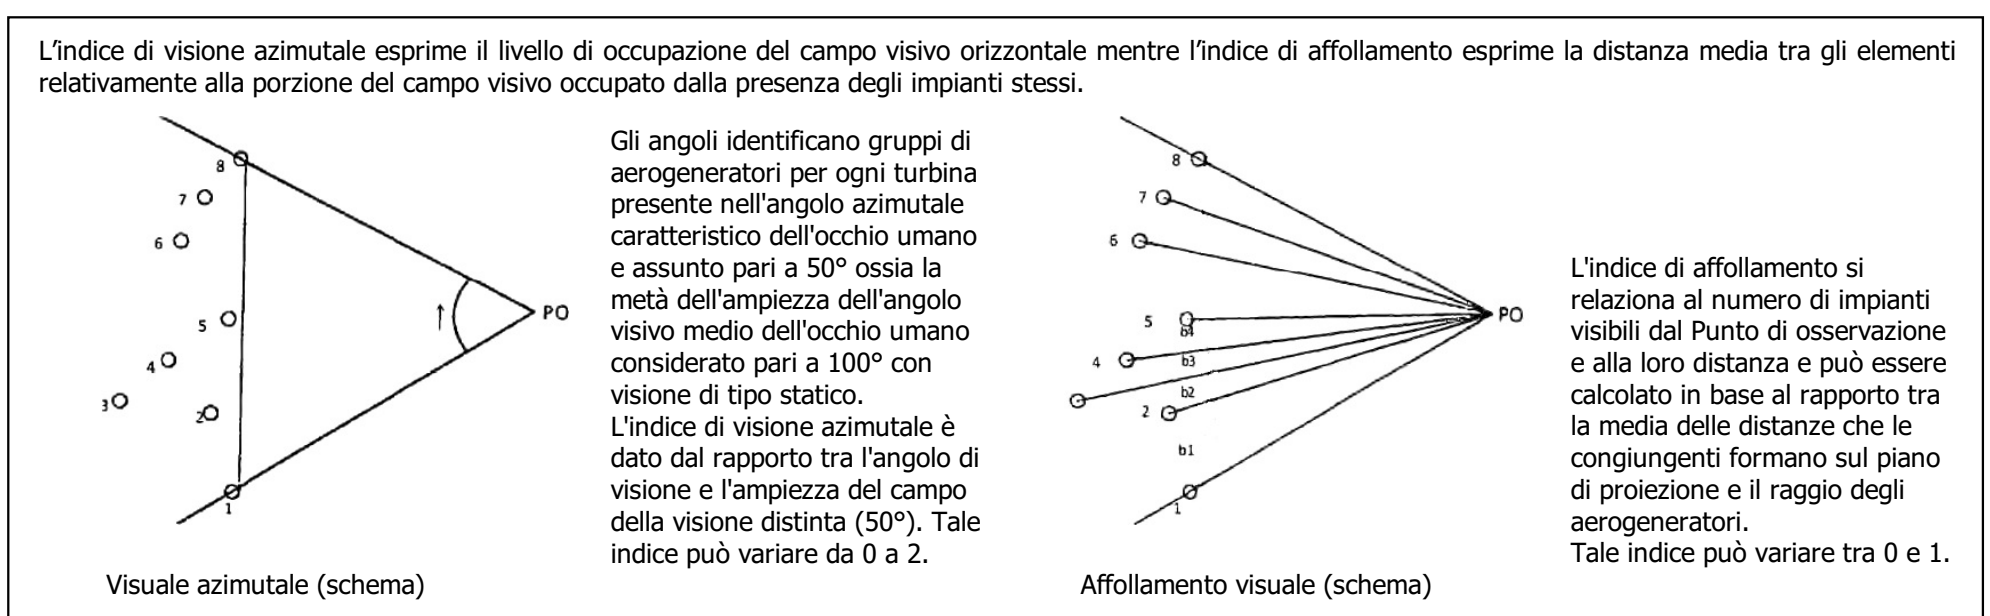 L’indice di visione azimutale esprime il livello di occupazione del campo visivo orizzontale mentre l’indice di affollamento esprime la distanza media tra gli elementi
relativamente alla porzione del campo visivo occupato dalla presenza degli impianti stessi.
8
7
6
5
4
3
2
1
↑
PO
Visuale azimutale (schema)
Gli angoli identificano gruppi di
aerogeneratori per ogni turbina
presente nell'angolo azimutale
caratteristico dell'occhio umano
e assunto pari a 50° ossia la
metà dell'ampiezza dell'angolo
visivo medio dell'occhio umano
considerato pari a 100° con
visione di tipo statico.
L'indice di visione azimutale è
dato dal rapporto tra l'angolo di
visione e l'ampiezza del campo
della visione distinta (50°). Tale
indice può variare da 0 a 2.
8
7
6
5
b4
4
b3
b2
2
b1
1
PO
Affollamento visuale (schema)
L'indice di affollamento si
relaziona al numero di impianti
visibili dal Punto di osservazione
e alla loro distanza e può essere
calcolato in base al rapporto tra
la media delle distanze che le
congiungenti formano sul piano
di proiezione e il raggio degli
aerogeneratori.
Tale indice può variare tra 0 e 1.